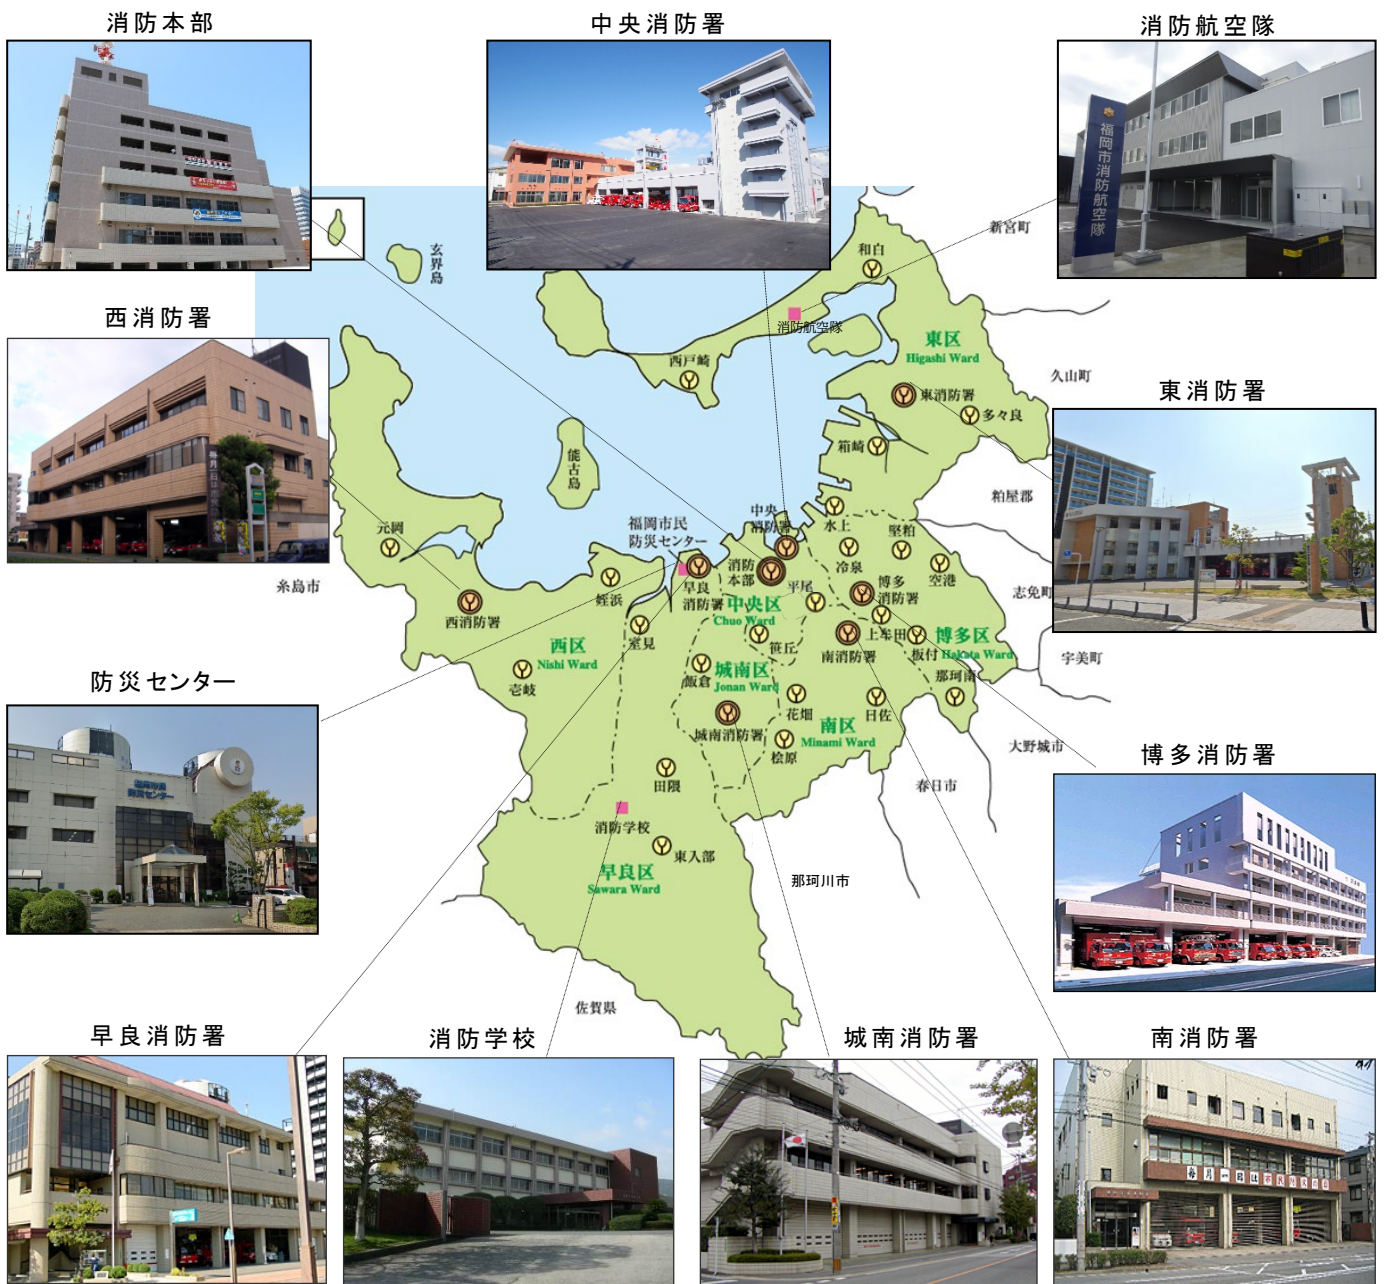 消防本部
中央消防署
消防航空隊
福岡市消防航空隊
新宮町
和白
玄界島
西消防署
消防航空隊
東区
Higashi Ward
西戸崎
久山町
東消防署
東消防署
多々良
箱崎
能古島
粕屋郡
中央
消防署
水上
福岡市民
防災センター
元岡
堅粕
冷泉
空港
消防
本部
糸島市
早良
消防署
平尾
博多
消防署
志免町
姪浜
中央区
Chuo Ward
西消防署
室見
上牟田
博多区
Hakata Ward
西区
Nishi Ward
笹丘
南消防署
板付
宇美町
防災センター
壱岐
飯倉
城南区
Jonan Ward
那珂南
花畑
日佐
福岡市民
防災センター
城南消防署
南区
Minami Ward
桧原
大野城市
博多消防署
田隈
春日市
消防学校
東入部
早良区
Sawara Ward
那珂川市
佐賀県
早良消防署
消防学校
城南消防署
南消防署